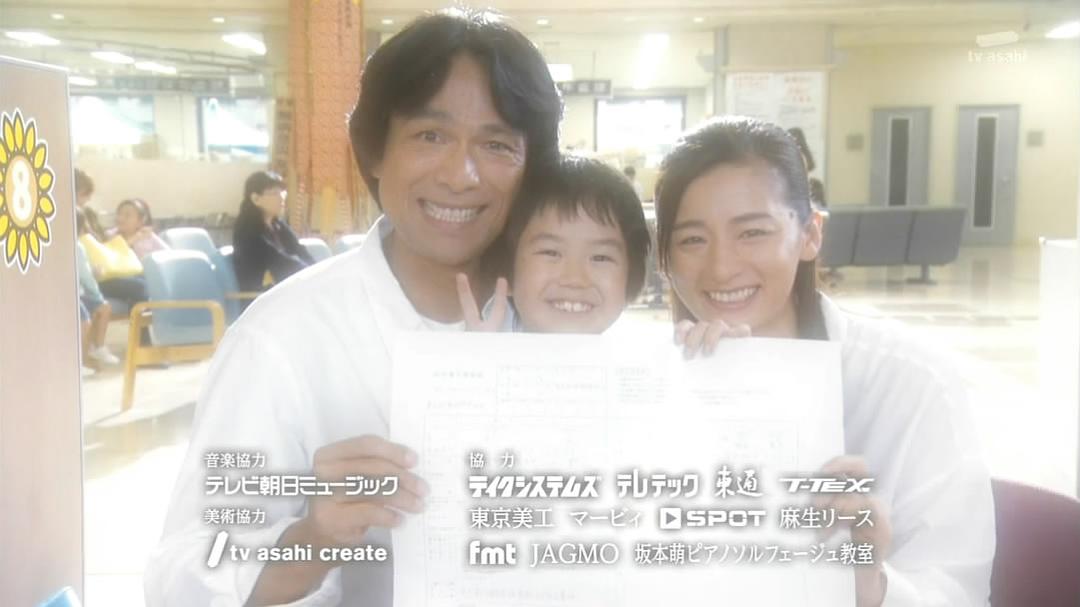 tv asahi
8
音楽協力
テレビ朝日ミュージック
美術協力
tv asahi create
協 力
テイクシステムズ テレテック 東通 T-TEX
東京美工 マービィ SPOT 麻生リース
fmt JAGMO 坂本萌ピアノソルフェージュ教室